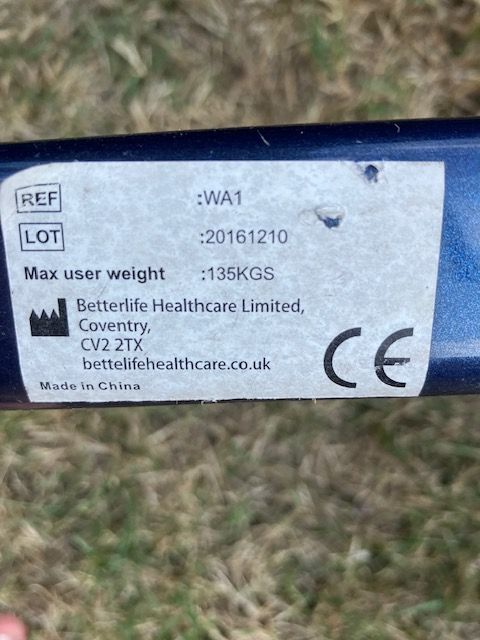 REF :WA1
LOT :20161210
Max user weight :135KGS
Betterlife Healthcare Limited,
Coventry,
CV2 2TX
bettelifehealthcare.co.uk
Made in China
CE